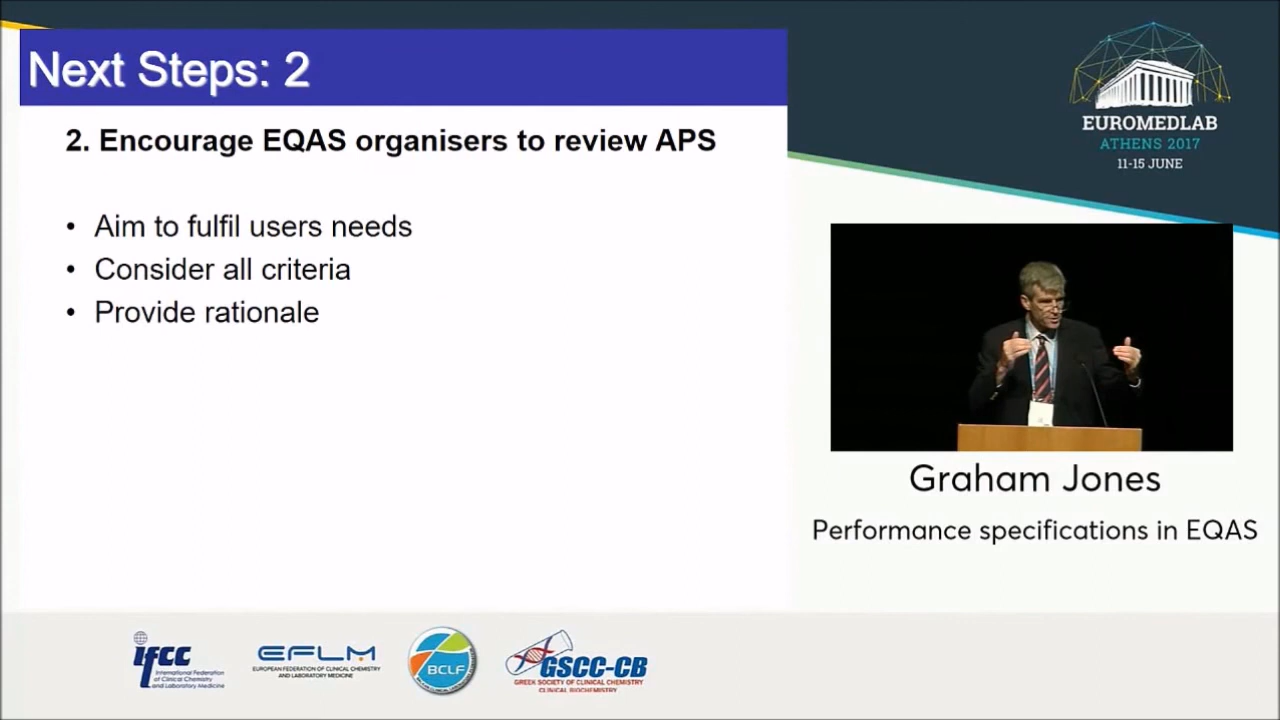 Next Steps: 2
2. Encourage EQAS organisers to review APS
• Aim to fulfil users needs
• Consider all criteria
• Provide rationale
EUROMEDLAB
ATHENS 2017
11-15 JUNE
Graham Jones
Performance specifications in EQAS
ifcc
International Federation
of Clinical Chemistry
and Laboratory Medicine
EFLM
EUROPEAN FEDERATION OF CLINICAL CHEMISTRY
AND LABORATORY MEDICINE
BCLF
GSCC-CB
GREEK SOCIETY OF CLINICAL CHEMISTRY
CLINICAL BIOCHEMISTRY